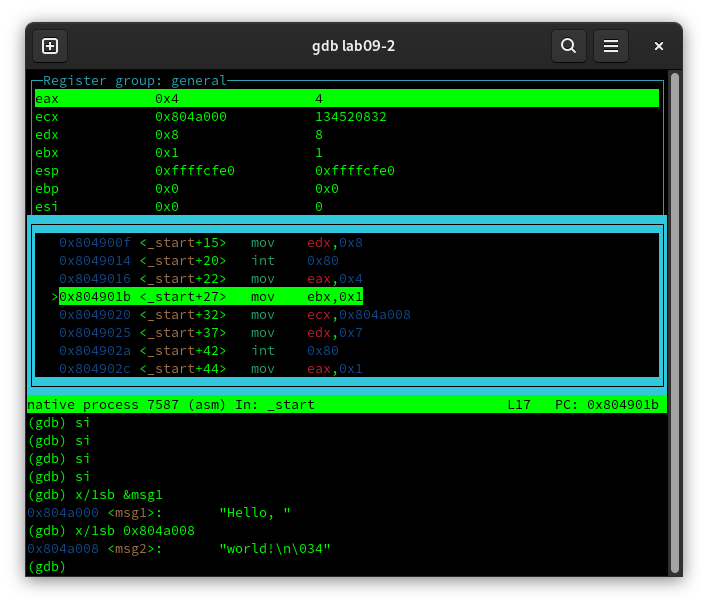 gdb lab09-2
Register group: general
eax 0x4 4
ecx 0x804a000 134520832
edx 0x8 8
ebx 0x1 1
esp 0xffffcfe0 0xffffcfe0
ebp 0x0 0x0
esi 0x0 0
0x804900f <_start+15> mov edx,0x8
0x8049014 <_start+20> int 0x80
0x8049016 <_start+22> mov eax,0x4
>0x804901b <_start+27> mov ebx,0x1
0x8049020 <_start+32> mov ecx,0x804a008
0x8049025 <_start+37> mov edx,0x7
0x804902a <_start+42> int 0x80
0x804902c <_start+44> mov eax,0x1
native process 7587 (asm) In: _start L17 PC: 0x804901b
(gdb) si
(gdb) si
(gdb) si
(gdb) si
(gdb) x/1sb &msg1
0x804a000 <msg1>: "Hello, "
(gdb) x/1sb 0x804a008
0x804a008 <msg2>: "world!\n\034"
(gdb)